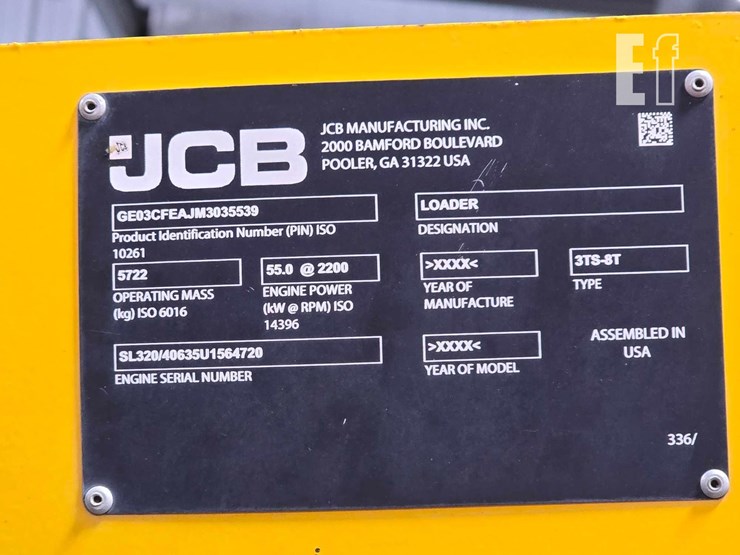 Ef
JCB
JCB MANUFACTURING INC.
2000 BAMFORD BOULEVARD
POOLER, GA 31322 USA
GE03CFEAJM3035539
Product Identification Number (PIN) ISO
10261
LOADER
DESIGNATION
5722
OPERATING MASS
(kg) ISO 6016
55.0 @ 2200
ENGINE POWER
(kW @ RPM) ISO
14396
>XXXX<
YEAR OF
MANUFACTURE
3TS-8T
TYPE
SL320/40635U1564720
ENGINE SERIAL NUMBER
>XXXX<
YEAR OF MODEL
ASSEMBLED IN
USA
336/